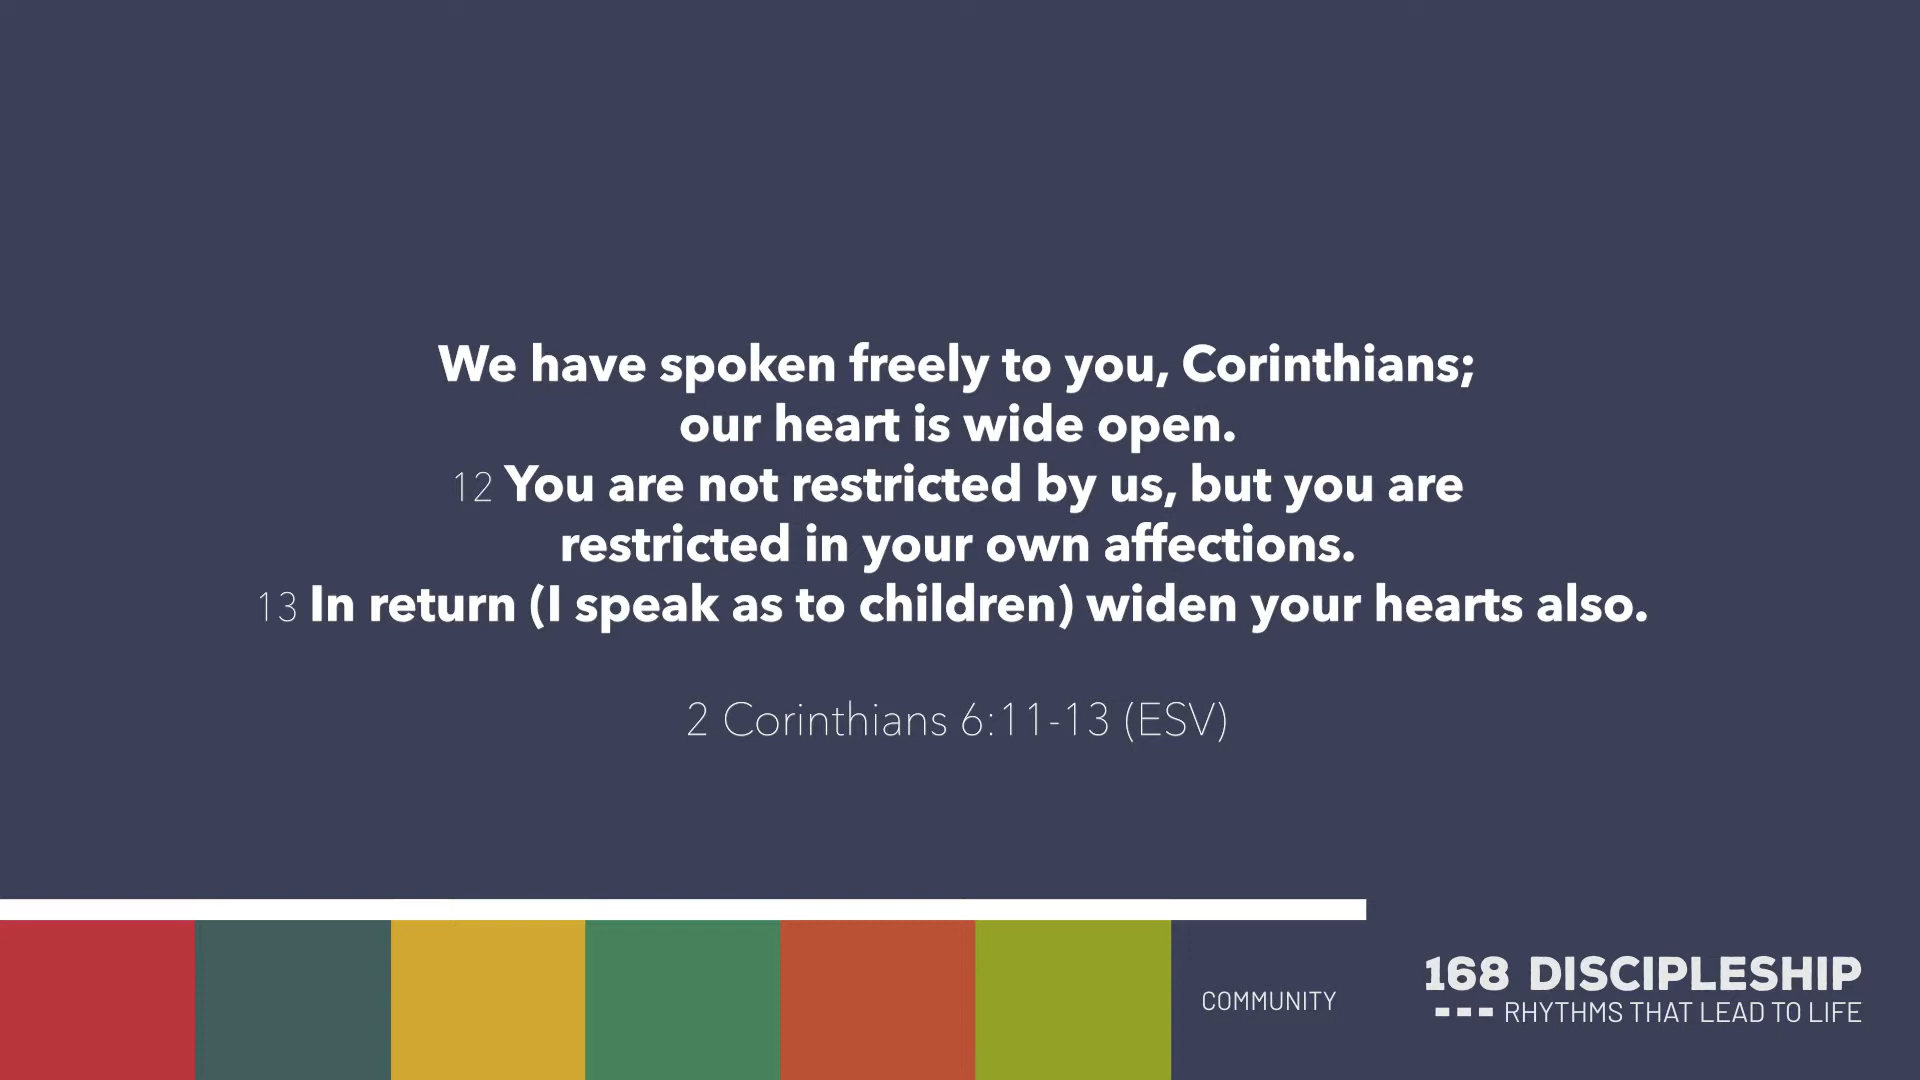 We have spoken freely to you, Corinthians;
our heart is wide open.
12 You are not restricted by us, but you are
restricted in your own affections.
13 In return (I speak as to children) widen your hearts also.
2 Corinthians 6:11-13 (ESV)
COMMUNITY
168 DISCIPLESHIP
RHYTHMS THAT LEAD TO LIFE